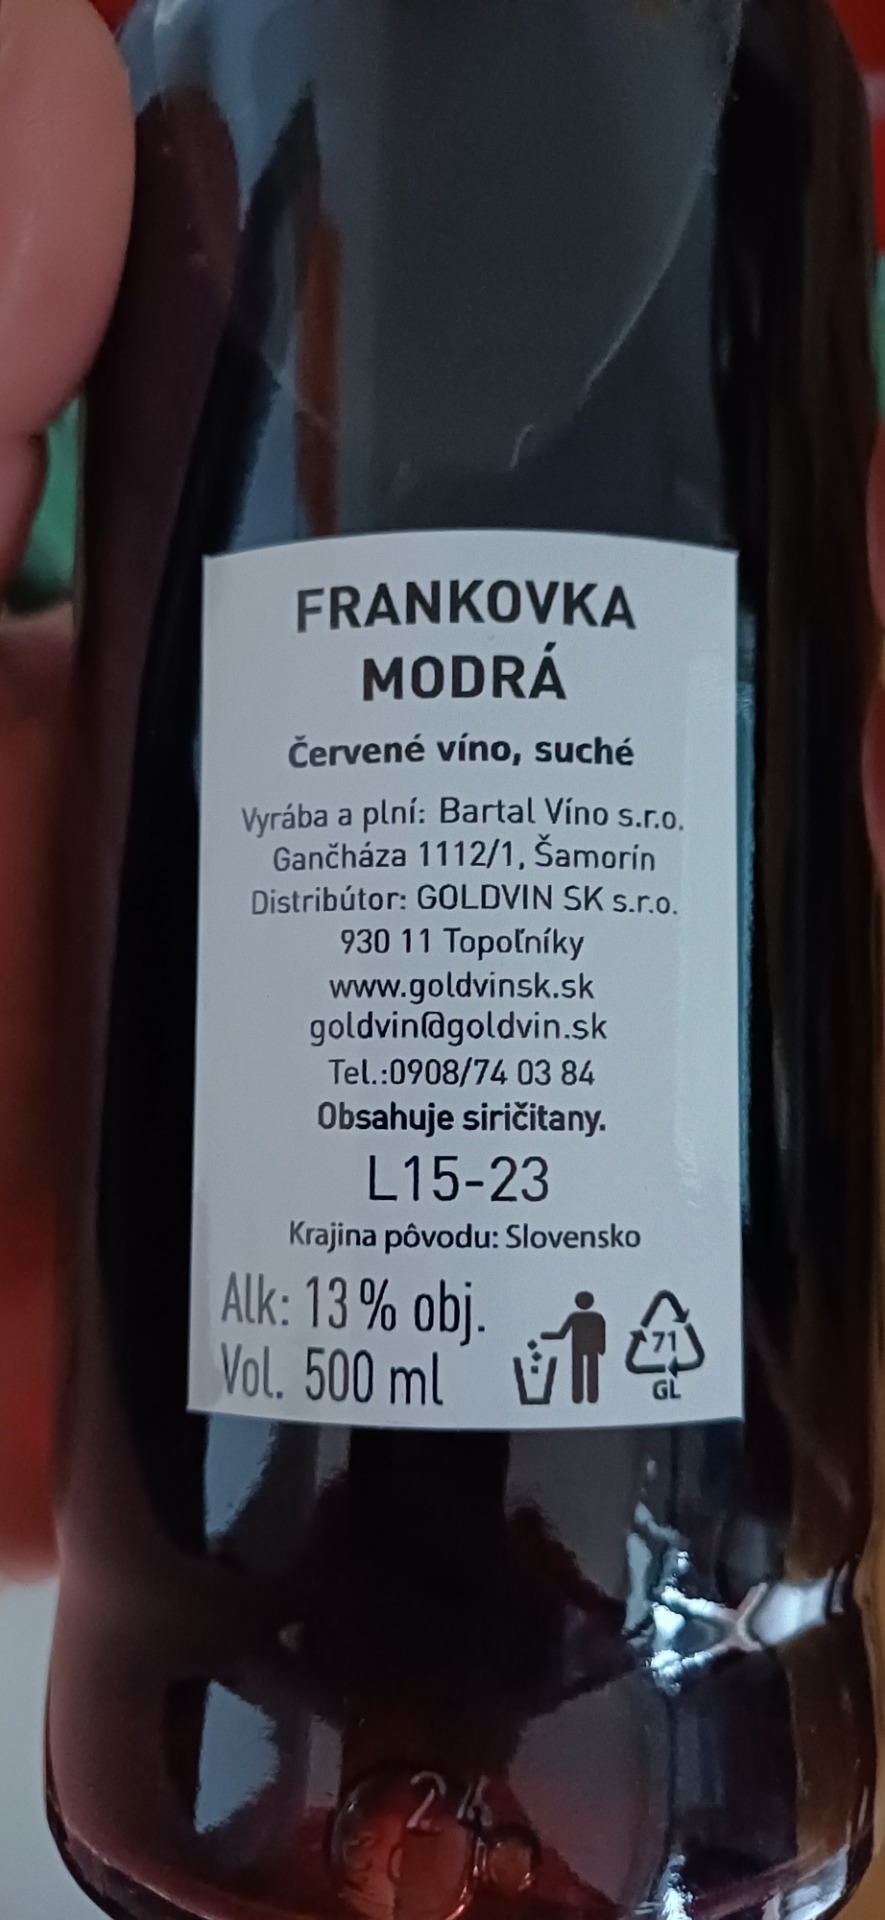 FRANKOVKA
MODRÁ
Červené víno, suché
Vyrába a plní: Bartal Víno s.r.o.
Gančháza 1112/1, Šamorín
Distribútor: GOLDVIN SK s.r.o.
930 11 Topoľníky
www.goldvinsk.sk
goldvin@goldvin.sk
Tel.:0908/74 03 84
Obsahuje siričitany.
L15-23
Krajina pôvodu: Slovensko
Alk: 13 % obj.
Vol. 500 ml
71
GL